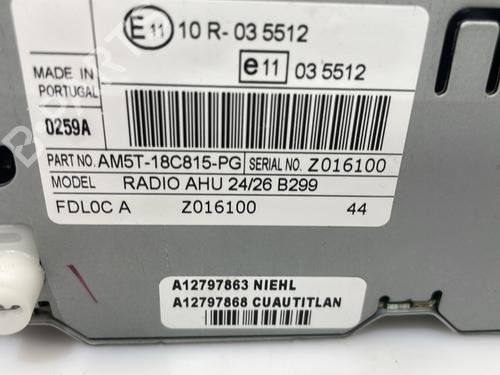 E11 10 R- 03 5512
e11 03 5512
MADE IN
PORTUGAL
0259A
PART NO. AM5T-18C815-PG SERIAL NO. Z016100
MODEL RADIO AHU 24/26 B299
FDL0C A Z016100 44
A12797863 NIEHL
A12797868 CUAUTITLAN